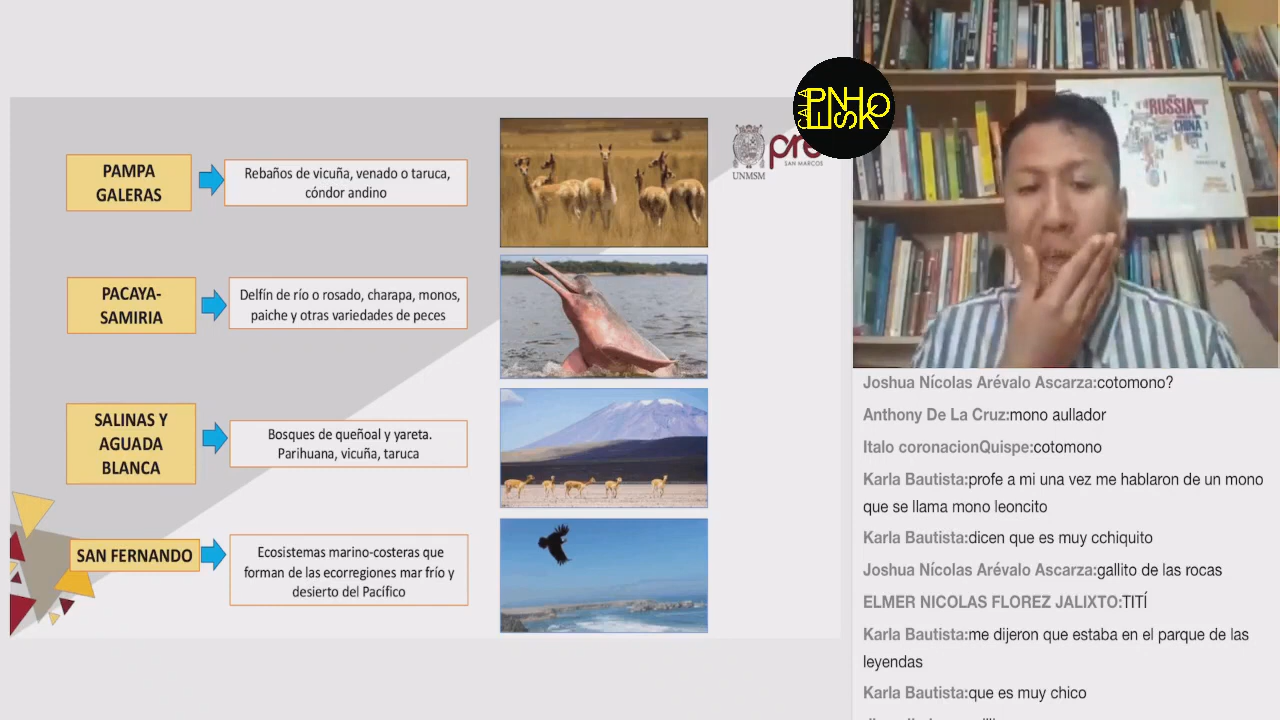 PAMPA
GALERAS
Rebaños de vicuña, venado o taruca,
cóndor andino
PACAYA-
SAMIRIA
Delfín de río o rosado, charapa, monos,
paiche y otras variedades de peces
SALINAS Y
AGUADA
BLANCA
Bosques de queñoal y yareta.
Parihuana, vicuña, taruca
SAN FERNANDO
Ecosistemas marino-costeras que
forman de las ecorregiones mar frío y
desierto del Pacífico
UNMSM
SAN MARCOS
RUSSIA
CHINA
Joshua Nícolas Arévalo Ascarza:cotomono?
Anthony De La Cruz:mono aullador
Italo coronacionQuispe:cotomono
Karla Bautista:profe a mi una vez me hablaron de un mono
que se llama mono leoncito
Karla Bautista:dicen que es muy cchiquito
Joshua Nícolas Arévalo Ascarza:gallito de las rocas
ELMER NICOLAS FLOREZ JALIXTO:TITÍ
Karla Bautista:me dijeron que estaba en el parque de las
leyendas
Karla Bautista:que es muy chico